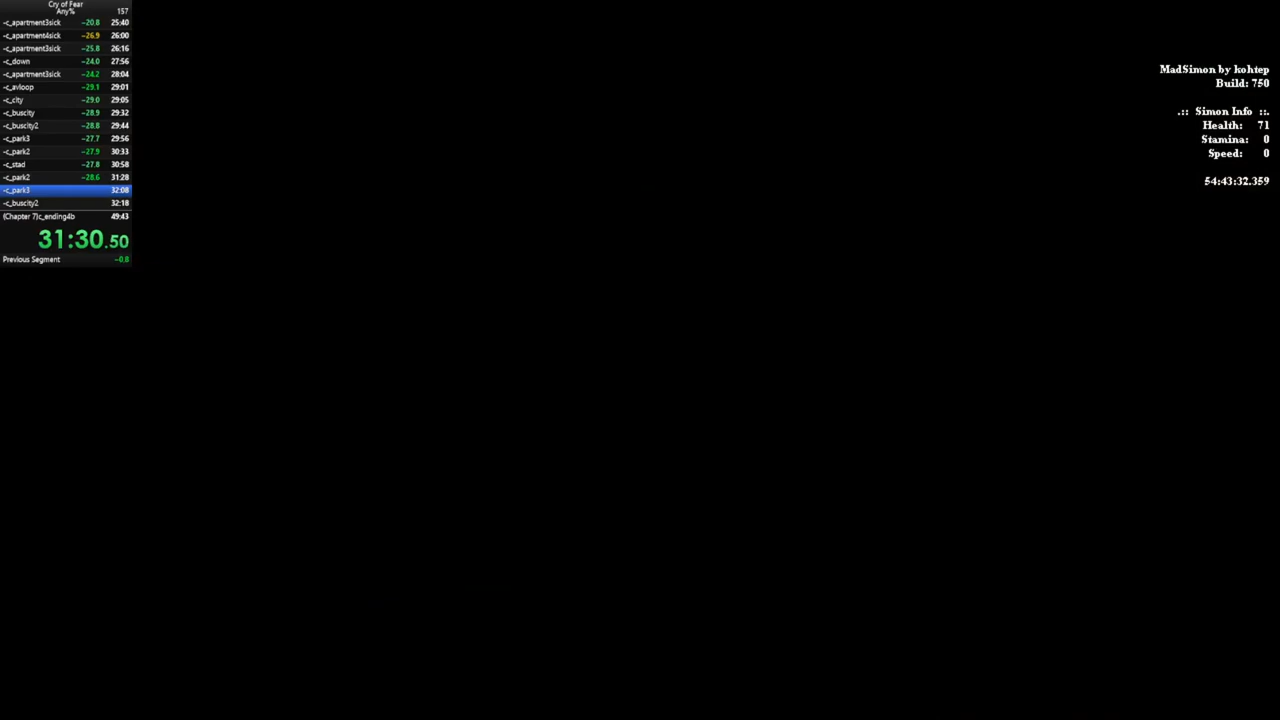 Cry of Fear
Any% 157
-c_apartment3sick -20.8 25:40
-c_apartment4sick -26.9 26:00
-c_apartment3sick -25.8 26:16
-c_down -24.0 27:56
-c_apartment3sick -24.2 28:04
-c_avloop -29.1 29:01
-c_city -29.0 29:05
-c_buscity -28.9 29:32
-c_buscity2 -28.8 29:44
-c_park3 -27.7 29:56
-c_park2 -27.9 30:33
-c_stad -27.8 30:58
-c_park2 -28.6 31:28
-c_park3 32:08
-c_buscity2 32:18
(Chapter 7)c_ending4b 49:43
31:30.50
Previous Segment -0.8
MadSimon by kohtep
Build: 750
.:: Simon Info ::.
Health: 71
Stamina: 0
Speed: 0
54:43:32.359